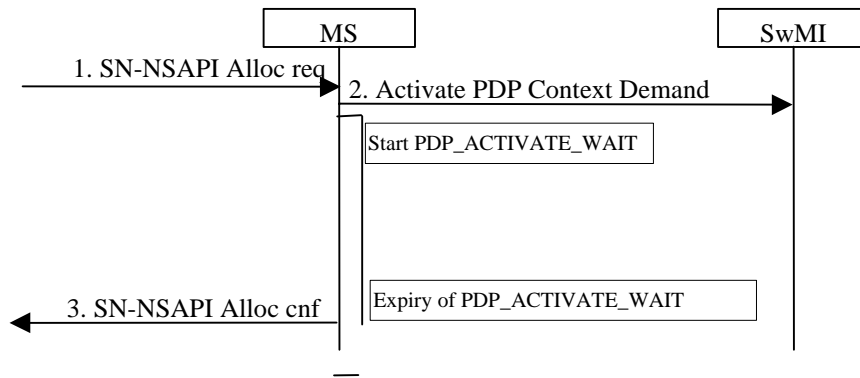 MS
SwMI
1. SN-NSAPI Alloc req
2. Activate PDP Context Demand
Start PDP_ACTIVATE_WAIT
Expiry of PDP_ACTIVATE_WAIT
3. SN-NSAPI Alloc cnf